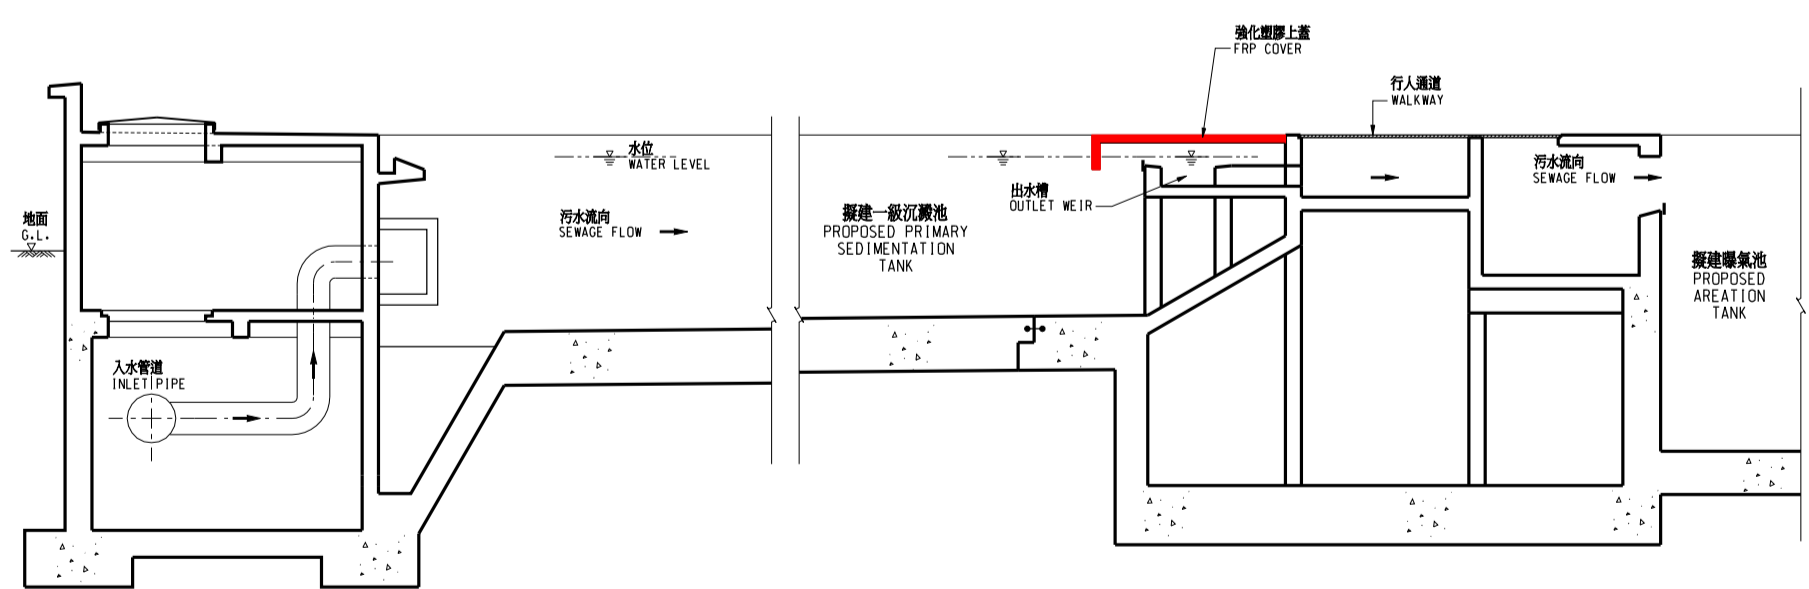 強化塑膠上蓋
FRP COVER
行人通道
WALKWAY
水位
WATER LEVEL
污水流向
SEWAGE FLOW
出水槽
OUTLET WEIR
地面
G.L.
污水流向
SEWAGE FLOW
擬建一級沉澱池
PROPOSED PRIMARY
SEDIMENTATION
TANK
擬建曝氣池
PROPOSED
AREATION
TANK
入水管道
INLET PIPE